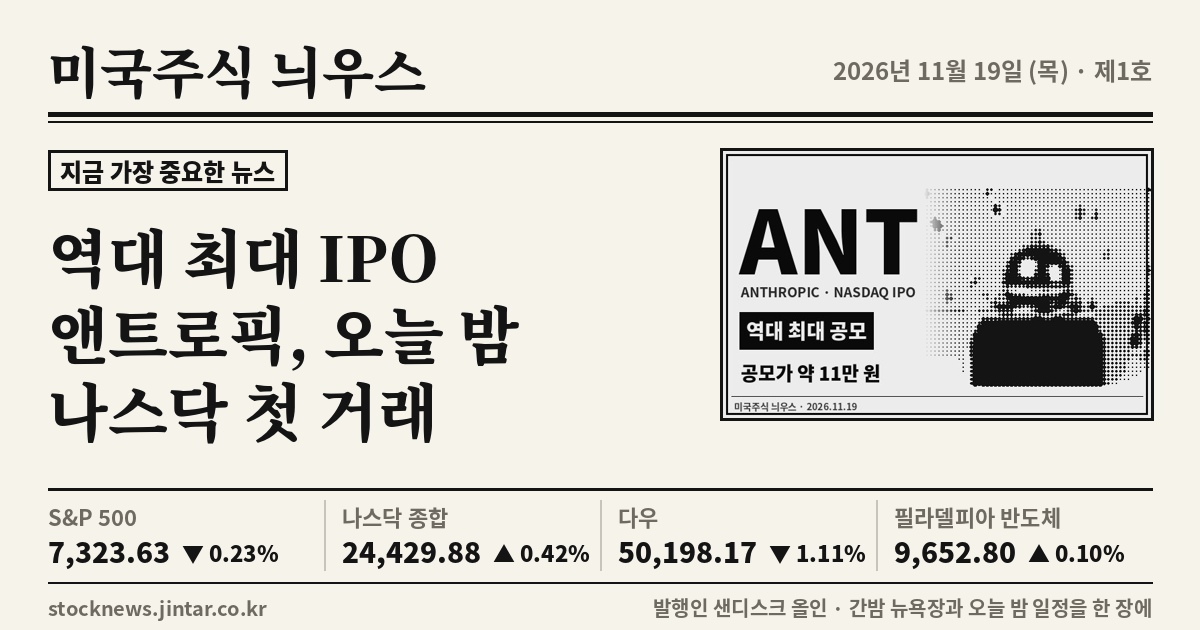 미국주식 늬우스
2026년 11월 19일 (목) · 제1호
지금 가장 중요한 뉴스
역대 최대 IPO
앤트로픽, 오늘 밤
나스닥 첫 거래
ANT
ANTHROPIC · NASDAQ IPO
역대 최대 공모
공모가 약 11만 원
미국주식 늬우스 · 2026.11.19
S&P 500
7,323.63 ▼ 0.23%
나스닥 종합
24,429.88 ▲ 0.42%
다우
50,198.17 ▼ 1.11%
필라델피아 반도체
9,652.80 ▲ 0.10%
stocknews.jintar.co.kr
발행인 샌디스크 올인 · 간밤 뉴욕장과 오늘 밤 일정을 한 장에